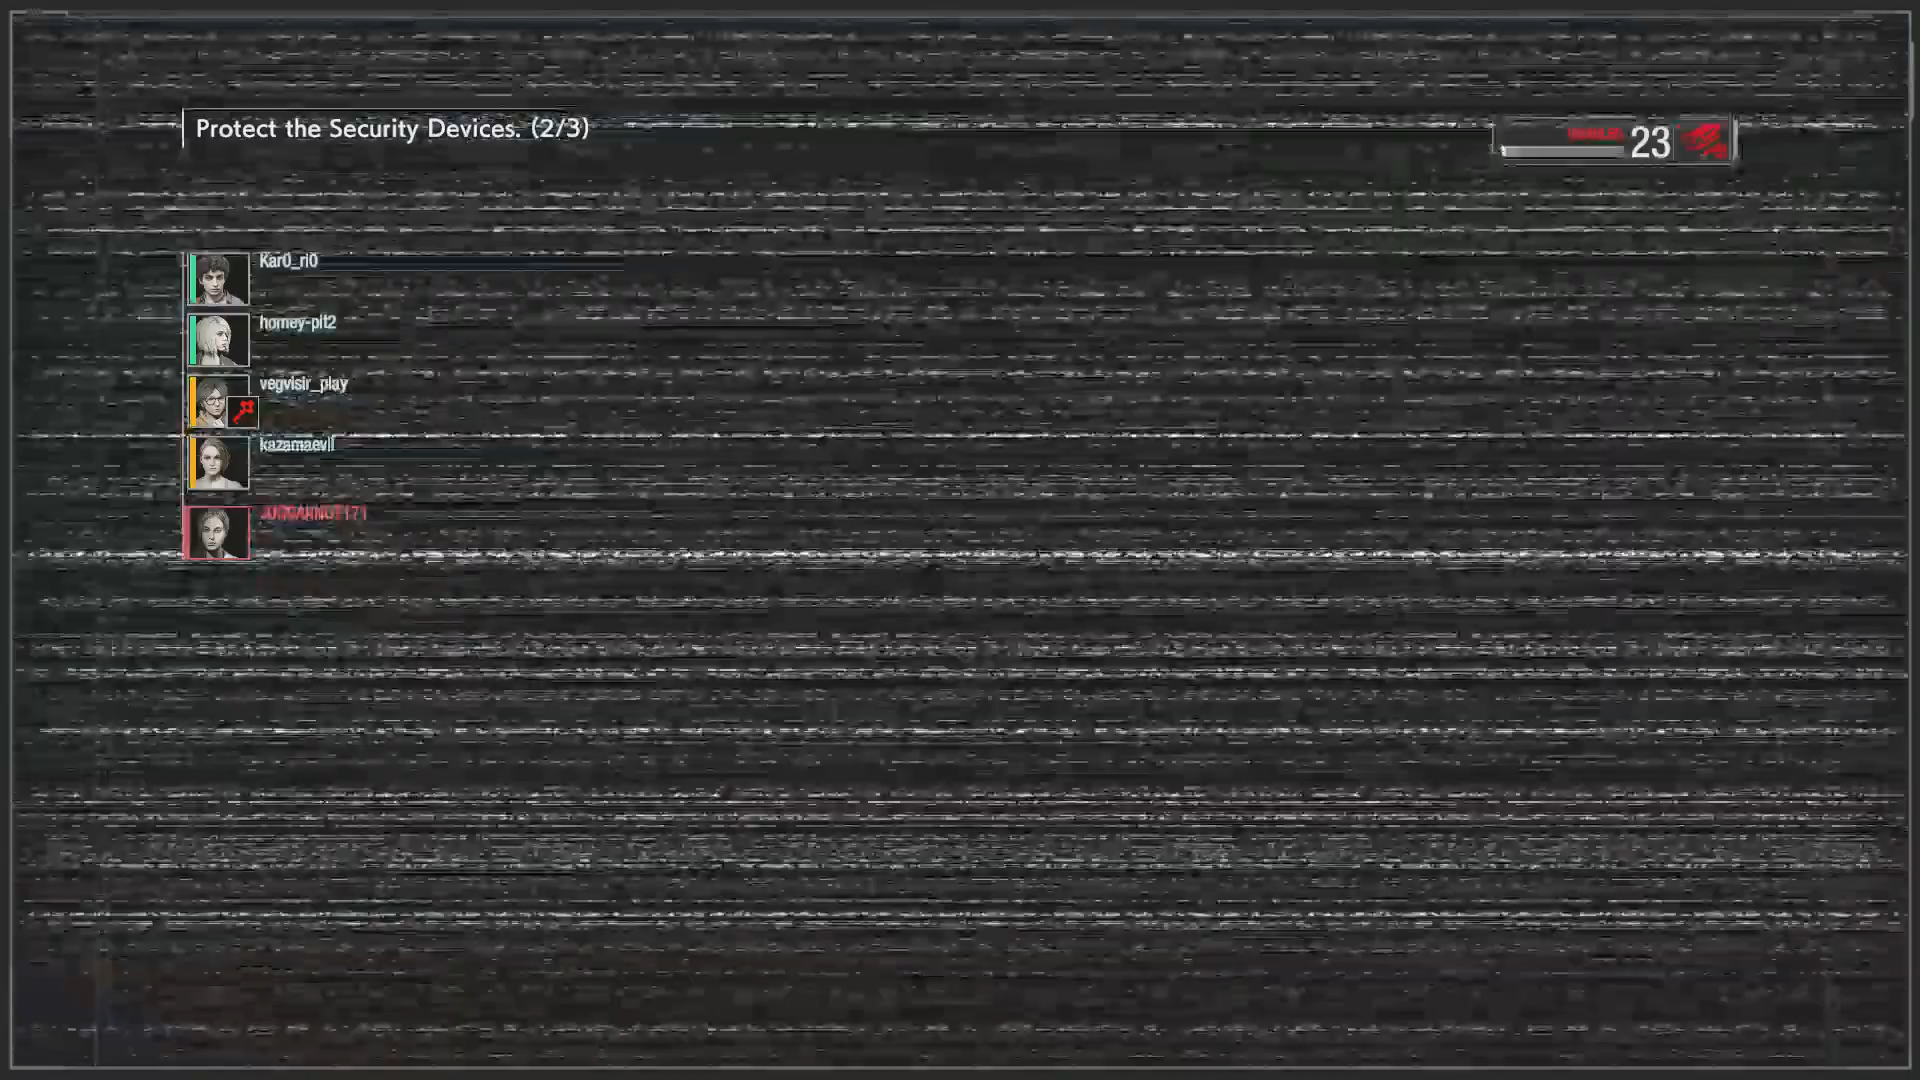 Protect the Security Devices. (2/3)
23
Kar0_ri0
homey-pit2
vegvisir_play
kazamaevil